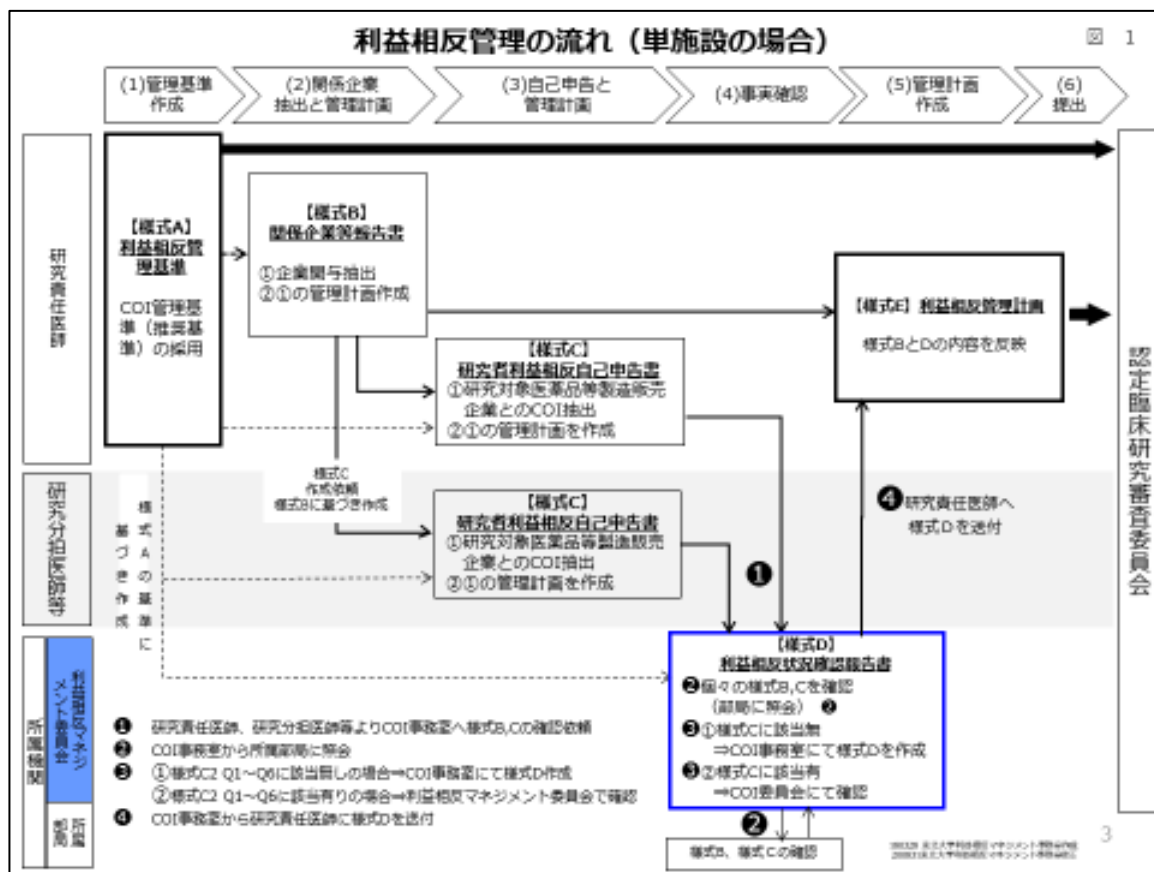 利益相反管理の流れ（単施設の場合）
図 1
(1)管理基準
作成
(2)関係企業
抽出と管理計画
(3)自己申告と
管理計画
(4)事実確認
(5)管理計画
作成
(6)
提出
研究責任医師
【様式A】
利益相反管
理基準
COI管理基
準（推奨基
準）の採用
【様式B】
関係企業等報告書
①企業関与抽出
②①の管理計画作成
【様式C】
研究者利益相反自己申告書
①研究対象医薬品等製造販売
企業とのCOI抽出
②①の管理計画を作成
【様式E】利益相反管理計画
様式BとDの内容を反映
認定臨床研究審査委員会
研究分担医師等
様式Aの基準に
基づき作成
様式C
作成依頼
様式Bに基づき作成
【様式C】
研究者利益相反自己申告書
①研究対象医薬品等製造販売
企業とのCOI抽出
②①の管理計画を作成
❶
❹研究責任医師へ
様式Dを送付
所属機関
利益相反マネジ
メント委員会
所属
部局
【様式D】
利益相反状況確認報告書
❷個々の様式B,Cを確認
（部局に照会）❷
❸①様式Cに該当無
⇒COI事務室にて様式Dを作成
❸②様式Cに該当有
⇒COI委員会にて確認
❶ 研究責任医師、研究分担医師等よりCOI事務室へ様式B,Cの確認依頼
❷ COI事務室から所属部局に照会
❸ ①様式C2 Q1～Q6に該当無しの場合⇒COI事務室にて様式D作成
②様式C2 Q1～Q6に該当有りの場合⇒利益相反マネジメント委員会で確認
❹ COI事務室から研究責任医師に様式Dを送付
❷
様式B、様式Cの確認
3